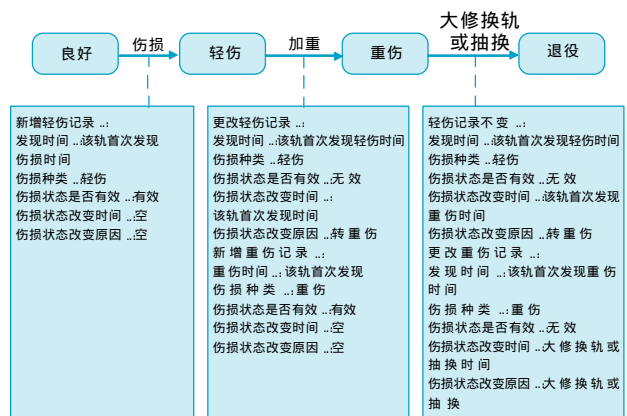 大修换轨
或抽换
伤损
加重
良好
轻伤
重伤
退役
新增轻伤记录 ..:
发现时间 ..:该轨首次发现
伤损时间
伤损种类 ..:轻伤
伤损状态是否有效 ..:有效
伤损状态改变时间 ..:空
伤损状态改变原因 ..:空
更改轻伤记录 ..:
发现时间 ..:该轨首次发现轻伤时间
伤损种类 ..:轻伤
伤损状态是否有效 ..:无效
伤损状态改变时间 ..:
该轨首次发现时间
伤损状态改变原因 ..:转重伤
新增重伤记录 ..:
重伤时间 ..:该轨首次发现
伤损种类 ..:重伤
伤损状态是否有效 ..:有效
伤损状态改变时间 ..:空
伤损状态改变原因 ..:空
轻伤记录不变 ..:
发现时间 ..:该轨首次发现轻伤时间
伤损种类 ..:轻伤
伤损状态是否有效 ..:无效
伤损状态改变时间 ..:该轨首次发现
重伤时间
伤损状态改变原因 ..:转重伤
更改重伤记录 ..:
发现时间 ..:该轨首次发现重伤
时间
伤损种类 ..:重伤
伤损状态是否有效 ..:无效
伤损状态改变时间 ..:大修换轨或
抽换时间
伤损状态改变原因 ..:大修换轨或
抽换